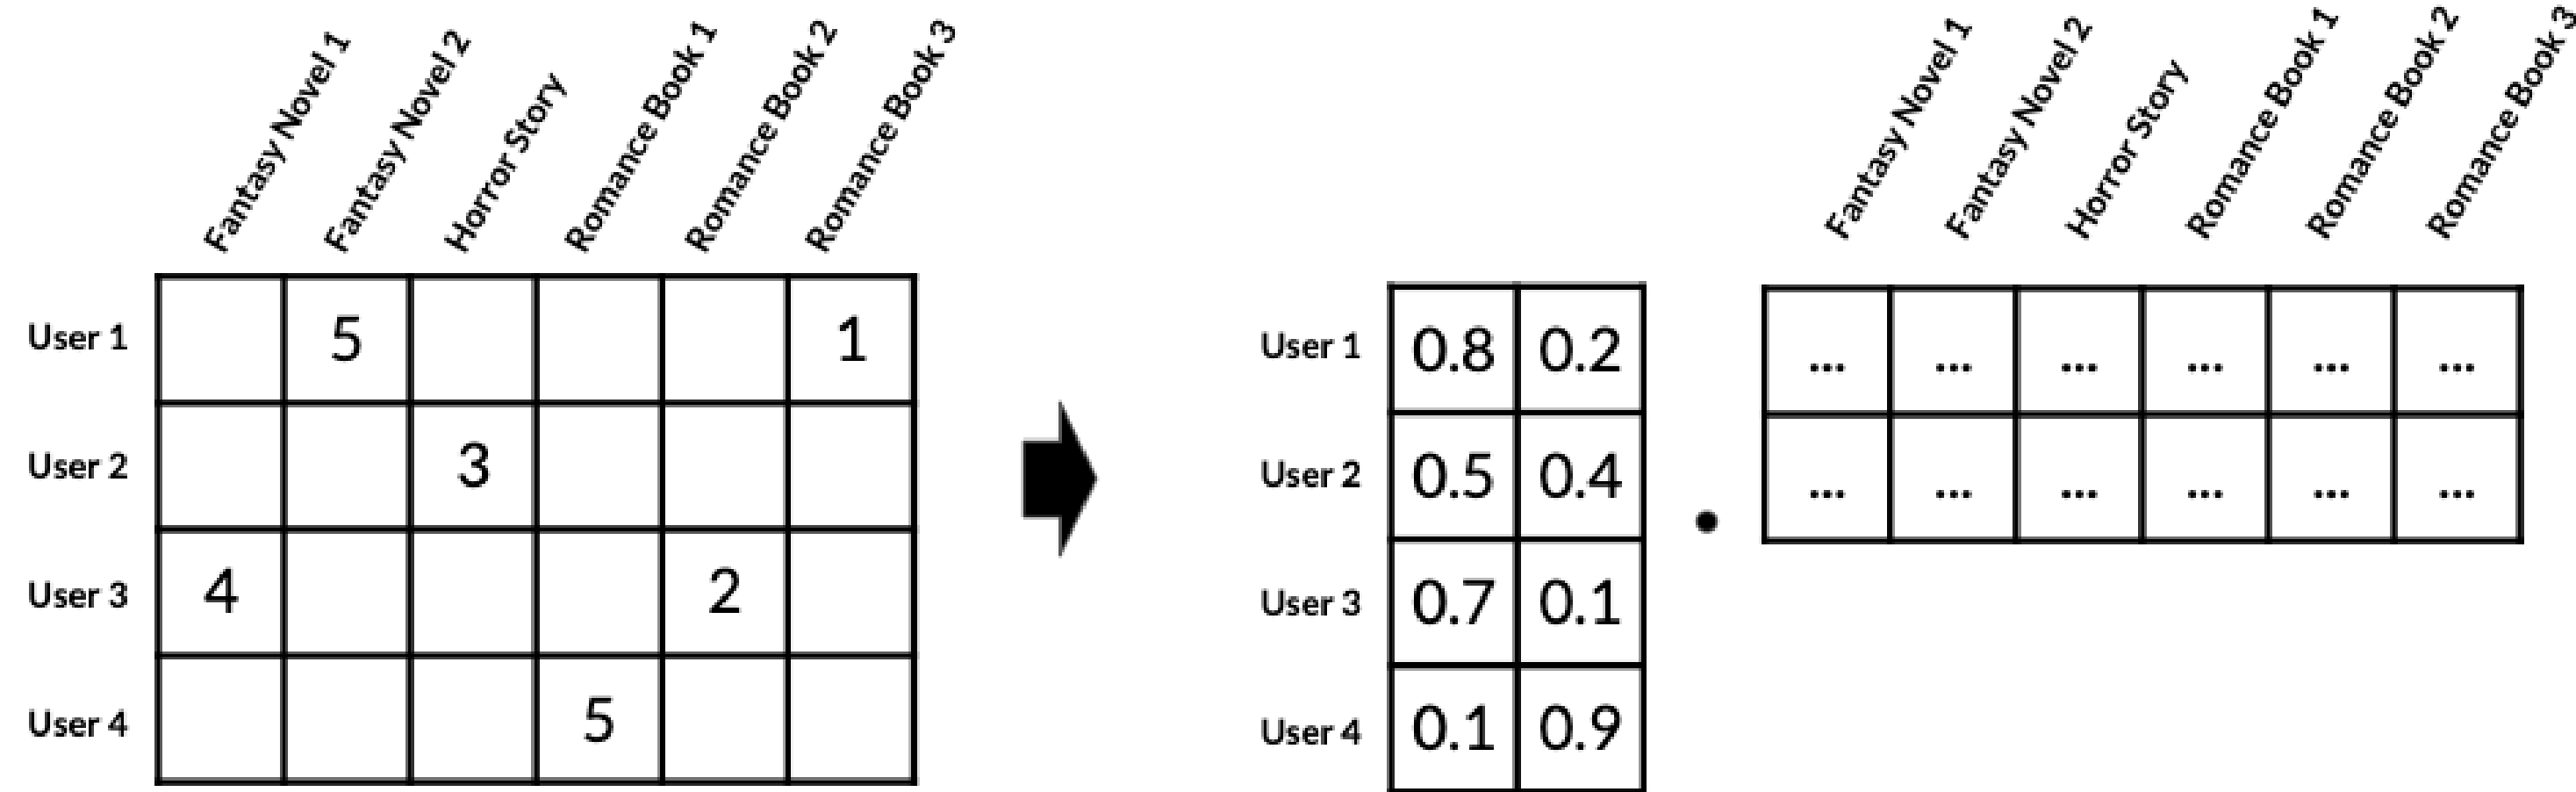 Fantasy Novel 1
Fantasy Novel 2
Horror Story
Romance Book 1
Romance Book 2
Romance Book 3
User 1 5 1
User 2 3
User 3 4 2
User 4 5
Fantasy Novel 1
Fantasy Novel 2
Horror Story
Romance Book 1
Romance Book 2
Romance Book 3
User 1 0.8 0.2
User 2 0.5 0.4
User 3 0.7 0.1
User 4 0.1 0.9
... ... ... ... ... ...
... ... ... ... ... ...